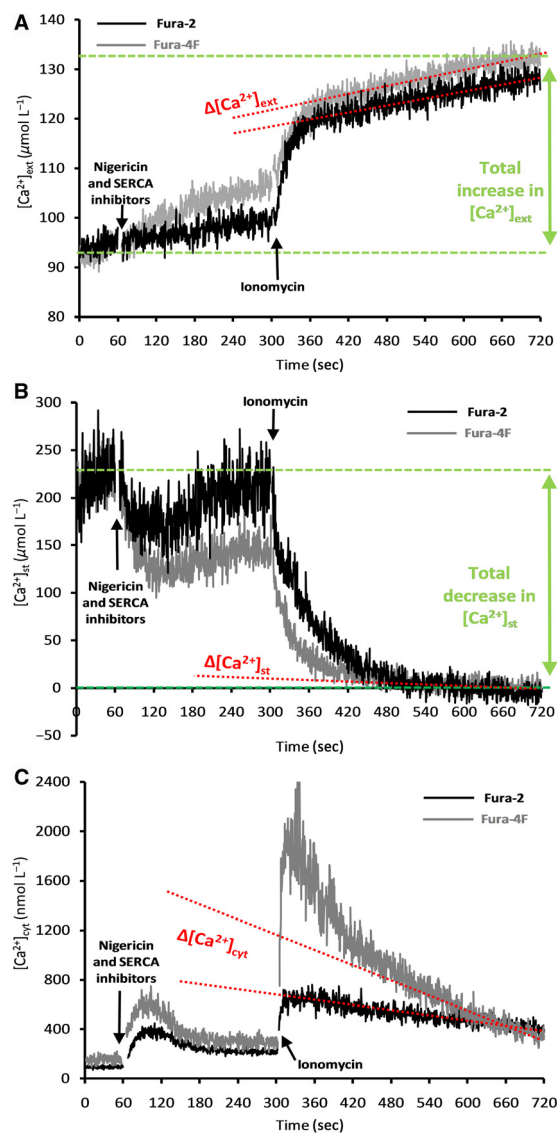 A
Fura-2
Fura-4F
[Ca²⁺]ext (µmol L⁻¹)
140
130
120
110
100
90
80
Δ[Ca²⁺]ext
Nigericin
and SERCA
inhibitors
Ionomycin
Total
increase in
[Ca²⁺]ext
0 60 120 180 240 300 360 420 480 540 600 660 720
Time (sec)
B
Ionomycin
Fura-2
Fura-4F
[Ca²⁺]st (µmol L⁻¹)
300
250
200
150
100
50
0
–50
Nigericin
and SERCA
inhibitors
Δ[Ca²⁺]st
Total
decrease in
[Ca²⁺]st
0 60 120 180 240 300 360 420 480 540 600 660 720
Time (sec)
C
Fura-2
Fura-4F
[Ca²⁺]cyt (nmol L⁻¹)
2400
2000
1600
1200
800
400
0
Δ[Ca²⁺]cyt
Nigericin
and SERCA
inhibitors
Ionomycin
0 60 120 180 240 300 360 420 480 540 600 660 720
Time (sec)